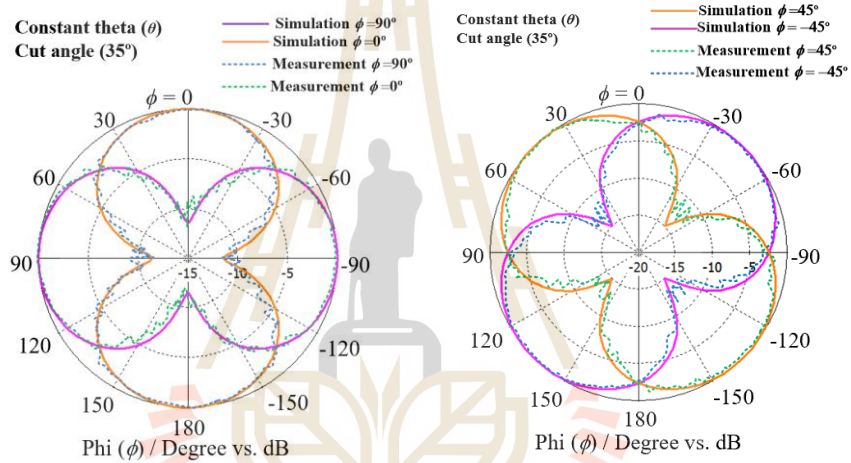 Constant theta (θ)
Cut angle (35º)
Simulation ϕ=90º
Simulation ϕ=0º
Measurement ϕ=90º
Measurement ϕ=0º
ϕ = 0
30
-30
60
-60
90
-15
-10
-5
-90
120
-120
150
-150
180
Phi (ϕ) / Degree vs. dB
Constant theta (θ)
Cut angle (35º)
Simulation ϕ=45º
Simulation ϕ=−45º
Measurement ϕ=45º
Measurement ϕ=−45º
ϕ = 0
30
-30
60
-60
90
-20
-15
-10
-5
-90
120
-120
150
-150
180
Phi (ϕ) / Degree vs. dB